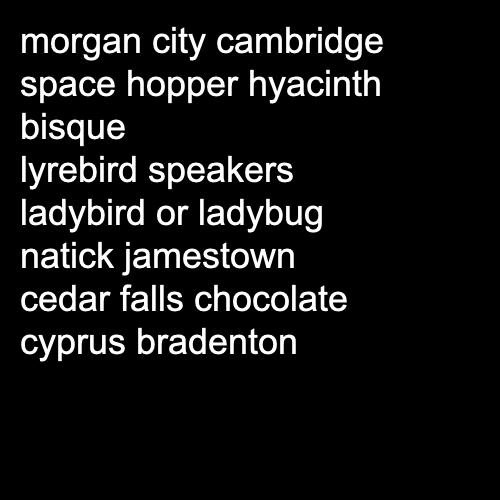 morgan city cambridge
space hopper hyacinth
bisque
lyrebird speakers
ladybird or ladybug
natick jamestown
cedar falls chocolate
cyprus bradenton